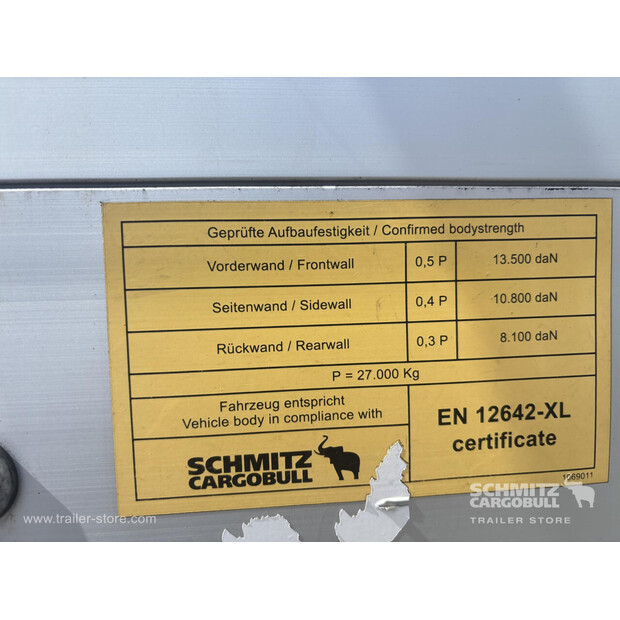 Geprüfte Aufbaufestigkeit / Confirmed bodystrength
Vorderwand / Frontwall 0,5 P 13.500 daN
Seitenwand / Sidewall 0,4 P 10.800 daN
Rückwand / Rearwall 0,3 P 8.100 daN
P = 27.000 Kg
Fahrzeug entspricht
Vehicle body in compliance with
EN 12642-XL
certificate
SCHMITZ
CARGOBULL
1069011
SCHMITZ
CARGOBULL
TRAILER STORE
www.trailer-store.com